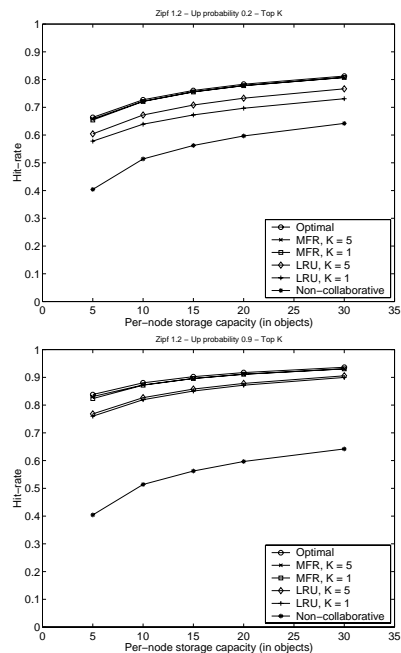 Zipf 1.2 – Up probability 0.2 – Top K
1
0.9
0.8
0.7
0.6
0.5
0.4
0.3
0.2
0.1
0
Hit-rate
Optimal
MFR, K = 5
MFR, K = 1
LRU, K = 5
LRU, K = 1
Non-collaborative
0 5 10 15 20 25 30 35
Per-node storage capacity (in objects)
Zipf 1.2 – Up probability 0.9 – Top K
1
0.9
0.8
0.7
0.6
0.5
0.4
0.3
0.2
0.1
0
Hit-rate
Optimal
MFR, K = 5
MFR, K = 1
LRU, K = 5
LRU, K = 1
Non-collaborative
0 5 10 15 20 25 30 35
Per-node storage capacity (in objects)